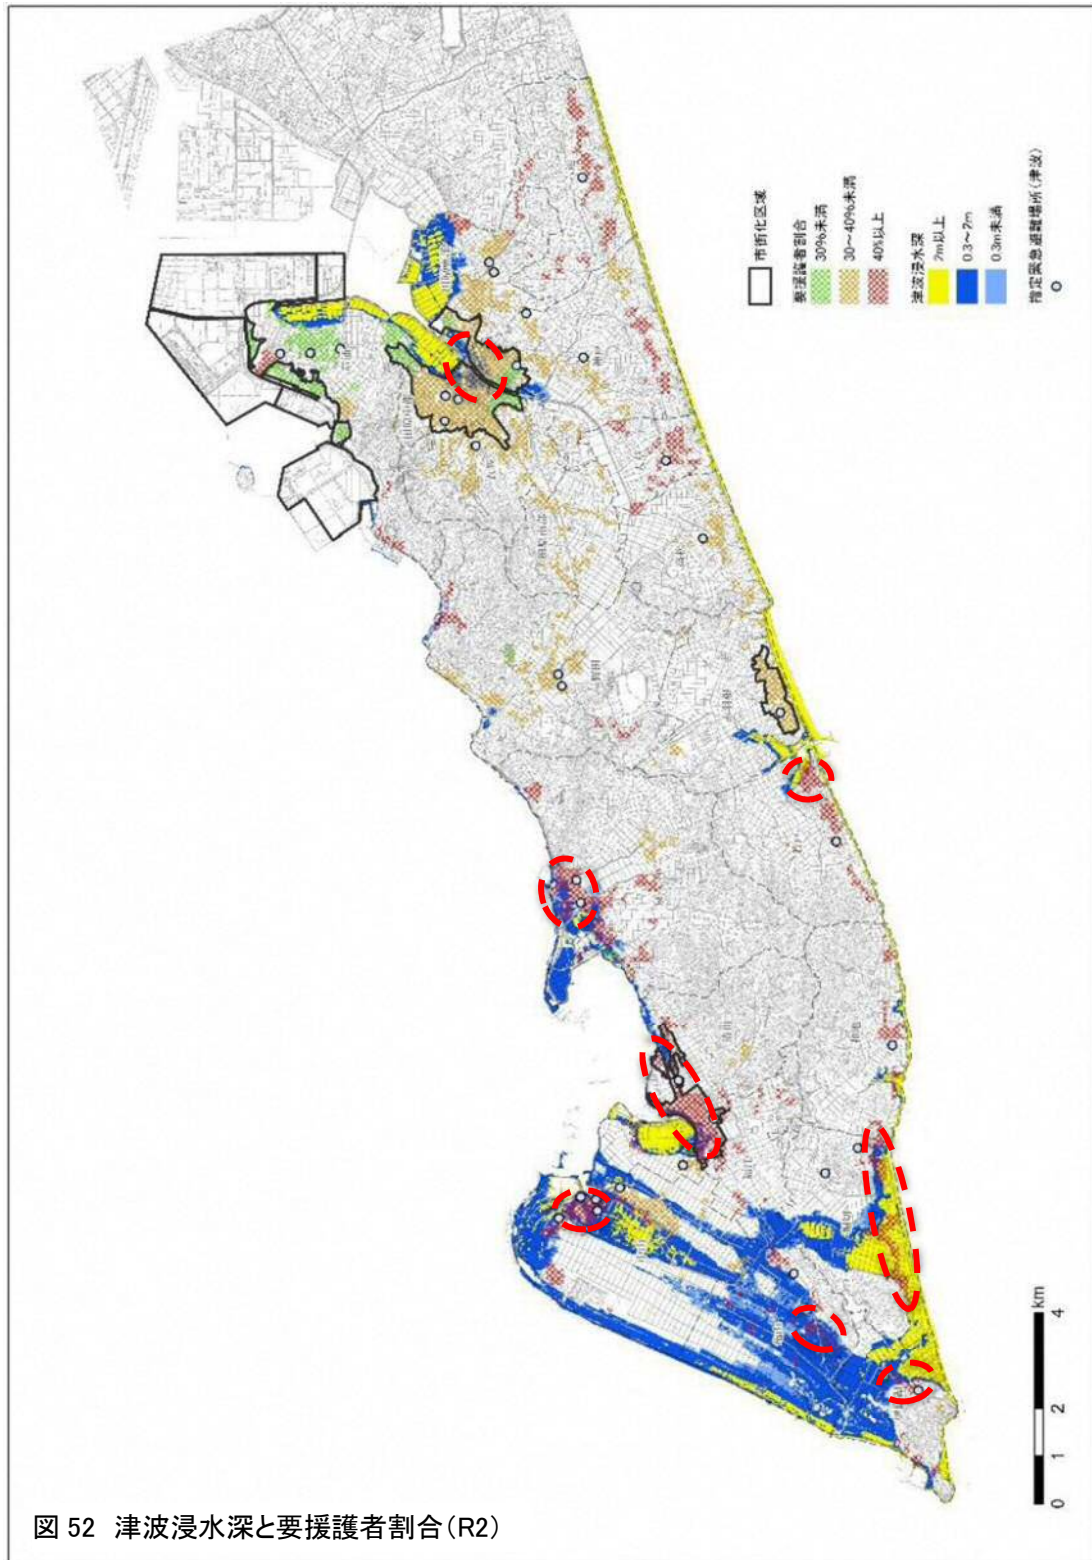 市街化区域
要援護者割合
30%未満
30～40%未満
40%以上
津波浸水深
2m以上
0.3～2m
0.3m未満
指定緊急避難場所(津波)
0 1 2 4
km
図 52 津波浸水深と要援護者割合(R2)